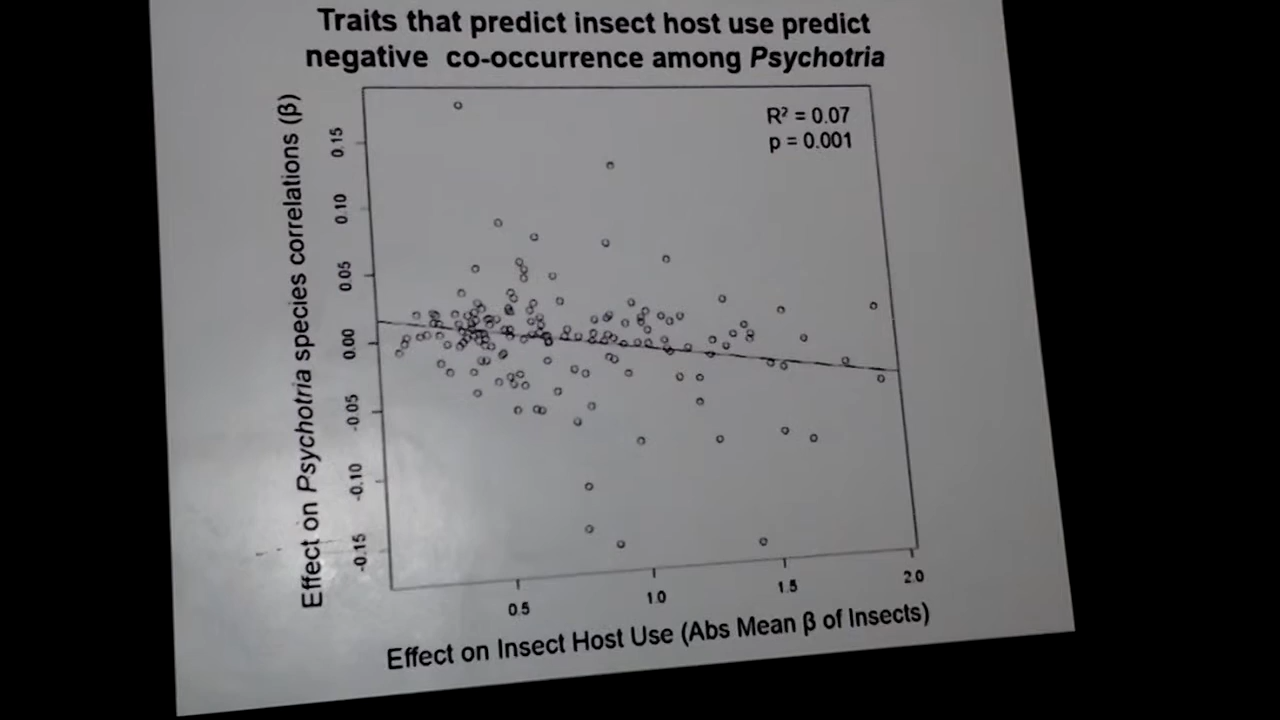 Traits that predict insect host use predict
negative co-occurrence among Psychotria
R² = 0.07
p = 0.001
Effect on Psychotria species correlations (β)
0.15
0.10
0.05
0.00
-0.05
-0.10
-0.15
0.5
1.0
1.5
2.0
Effect on Insect Host Use (Abs Mean β of Insects)